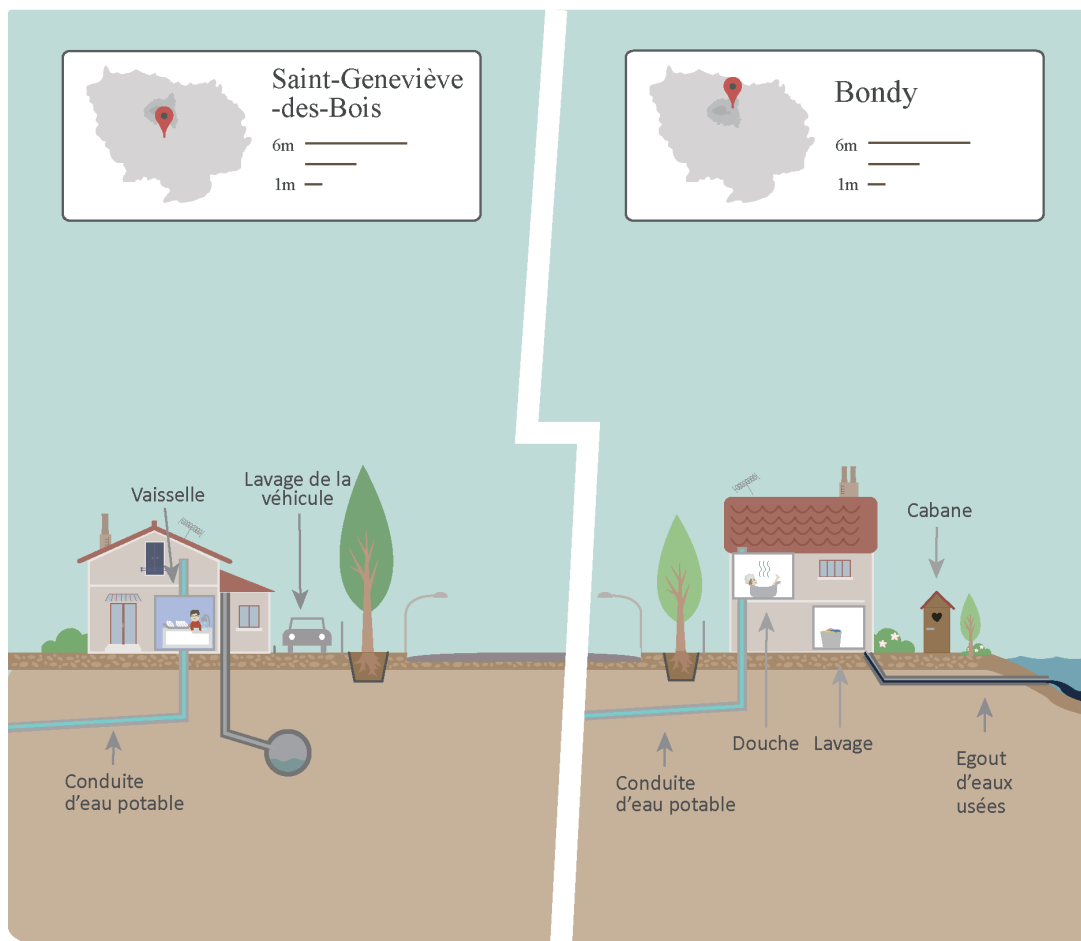 Saint-Geneviève
-des-Bois
6m
1m
Bondy
6m
1m
Vaisselle
Lavage de la
véhicule
Conduite
d'eau potable
Cabane
Douche
Lavage
Conduite
d'eau potable
Egout
d'eaux
usées